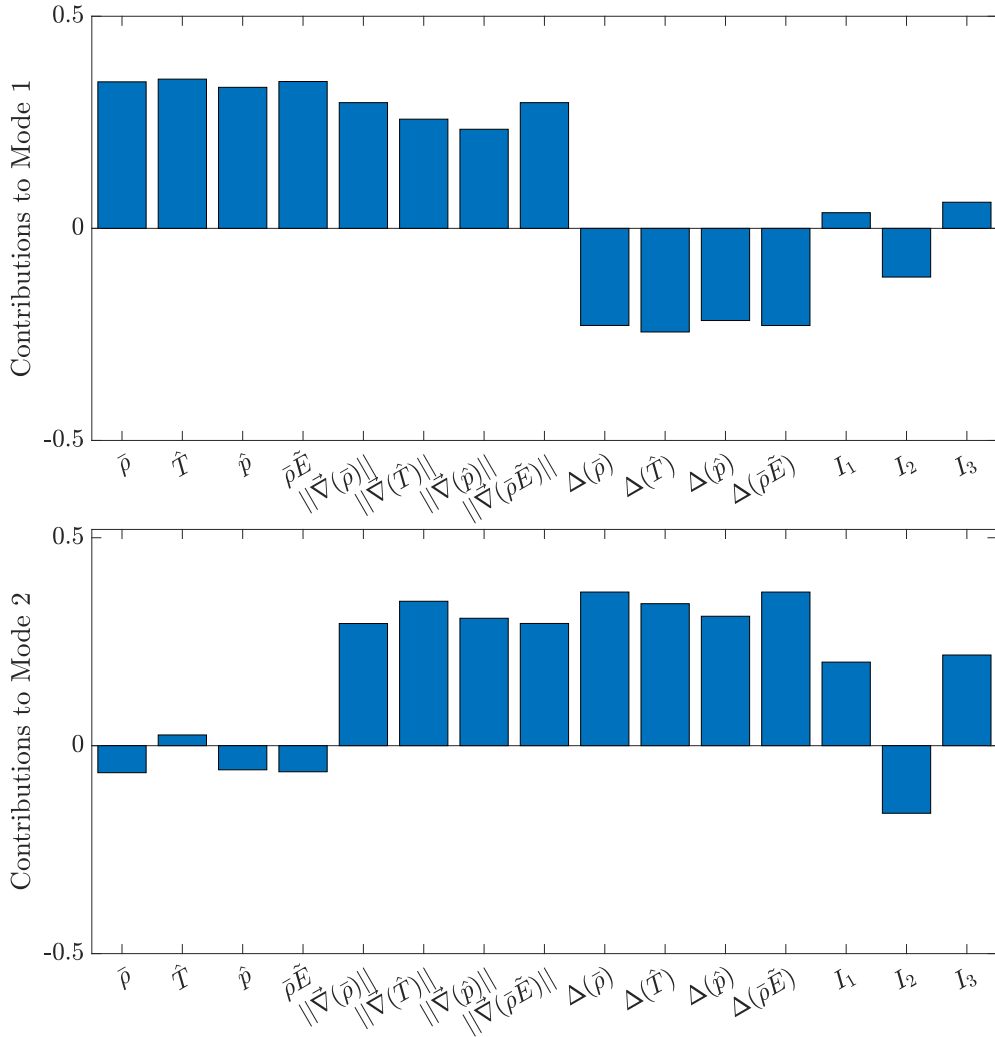 Contributions to Mode 1
0.5
0
-0.5
ρ̄
T̂
p̂
ρ̄Ẽ
||∇⃗(ρ̄)||
||∇⃗(T̂)||
||∇⃗(p̂)||
||∇⃗(ρ̄Ẽ)||
Δ(ρ̄)
Δ(T̂)
Δ(p̂)
Δ(ρ̄Ẽ)
I₁
I₂
I₃
Contributions to Mode 2
0.5
0
-0.5
ρ̄
T̂
p̂
ρ̄Ẽ
||∇⃗(ρ̄)||
||∇⃗(T̂)||
||∇⃗(p̂)||
||∇⃗(ρ̄Ẽ)||
Δ(ρ̄)
Δ(T̂)
Δ(p̂)
Δ(ρ̄Ẽ)
I₁
I₂
I₃